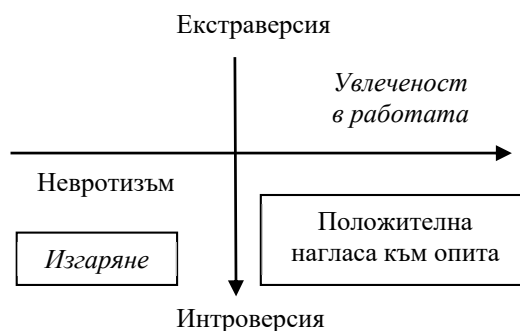 Екстраверсия
Увлеченост
в работата
Невротизъм
Положителна
нагласа към опита
Изгаряне
Интроверсия